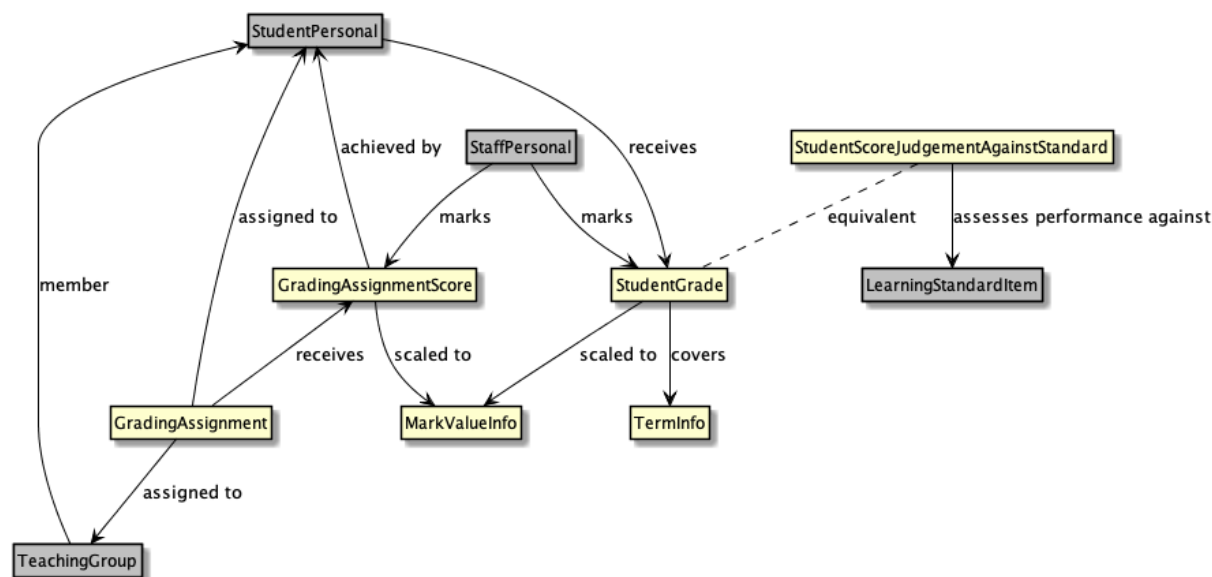 StudentPersonal
achieved by
StaffPersonal
receives
StudentScoreJudgementAgainstStandard
assigned to
marks
marks
equivalent
assesses performance against
member
GradingAssignmentScore
StudentGrade
LearningStandardItem
receives
scaled to
scaled to
covers
GradingAssignment
MarkValueInfo
TermInfo
assigned to
TeachingGroup